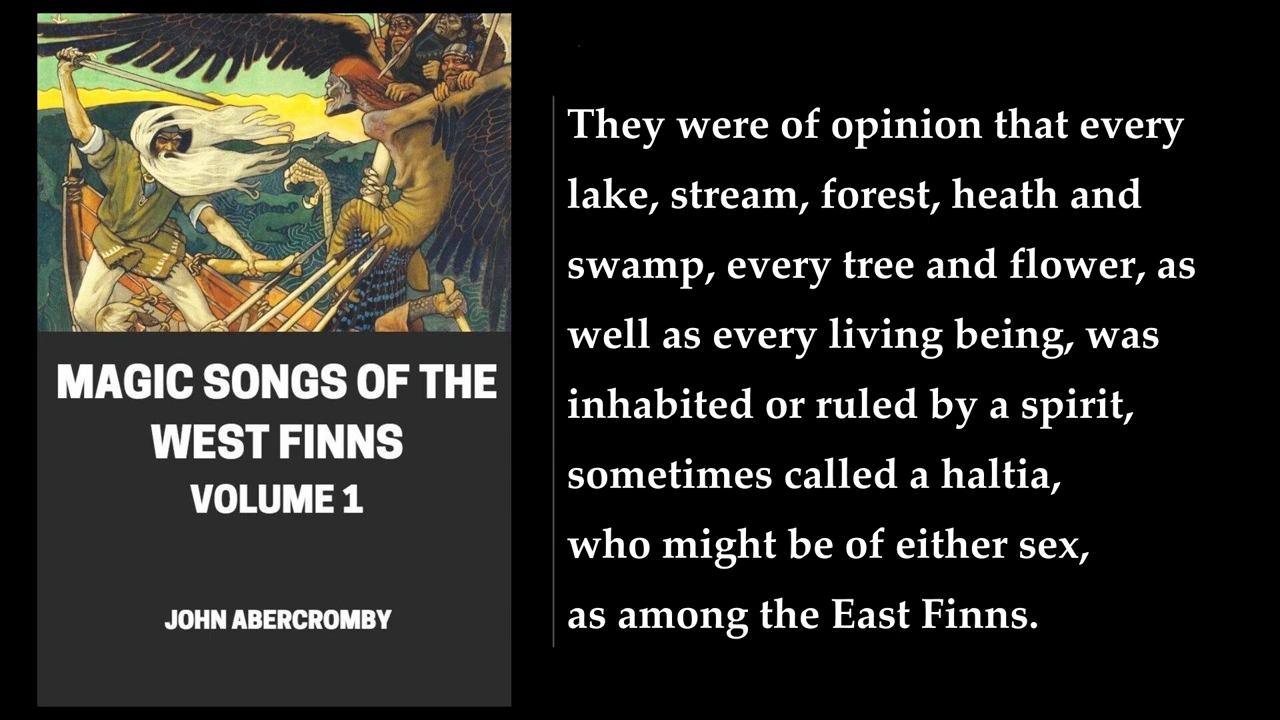 MAGIC SONGS OF THE
WEST FINNS
VOLUME 1
JOHN ABERCROMBY
They were of opinion that every
lake, stream, forest, heath and
swamp, every tree and flower, as
well as every living being, was
inhabited or ruled by a spirit,
sometimes called a haltia,
who might be of either sex,
as among the East Finns.